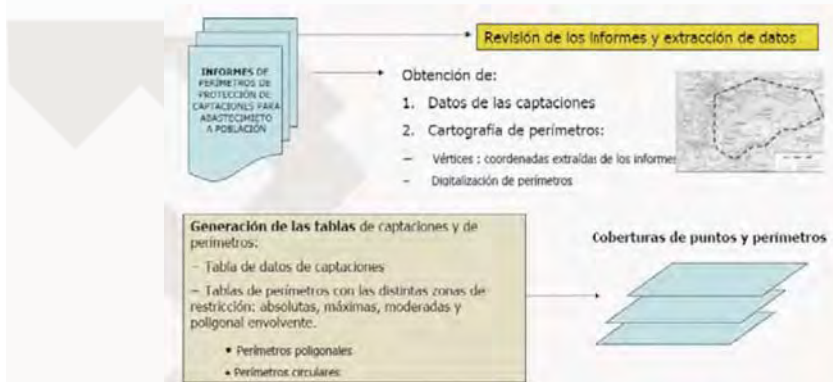 Revisión de los informes y extracción de datos
INFORMES DE
PERÍMETROS DE
PROTECCIÓN DE
CAPTACIONES PARA
ABASTECIMIETO
A POBLACIÓN
Obtención de:
1. Datos de las captaciones
2. Cartografía de perímetros:
– Vértices : coordenadas extraídas de los informes
– Digitalización de perímetros
Generación de las tablas de captaciones y de
perímetros:
– Tabla de datos de captaciones
– Tablas de perímetros con las distintas zonas de
restricción: absolutas, máximas, moderadas y
poligonal envolvente.
• Perímetros poligonales
• Perímetros circulares
Coberturas de puntos y perímetros